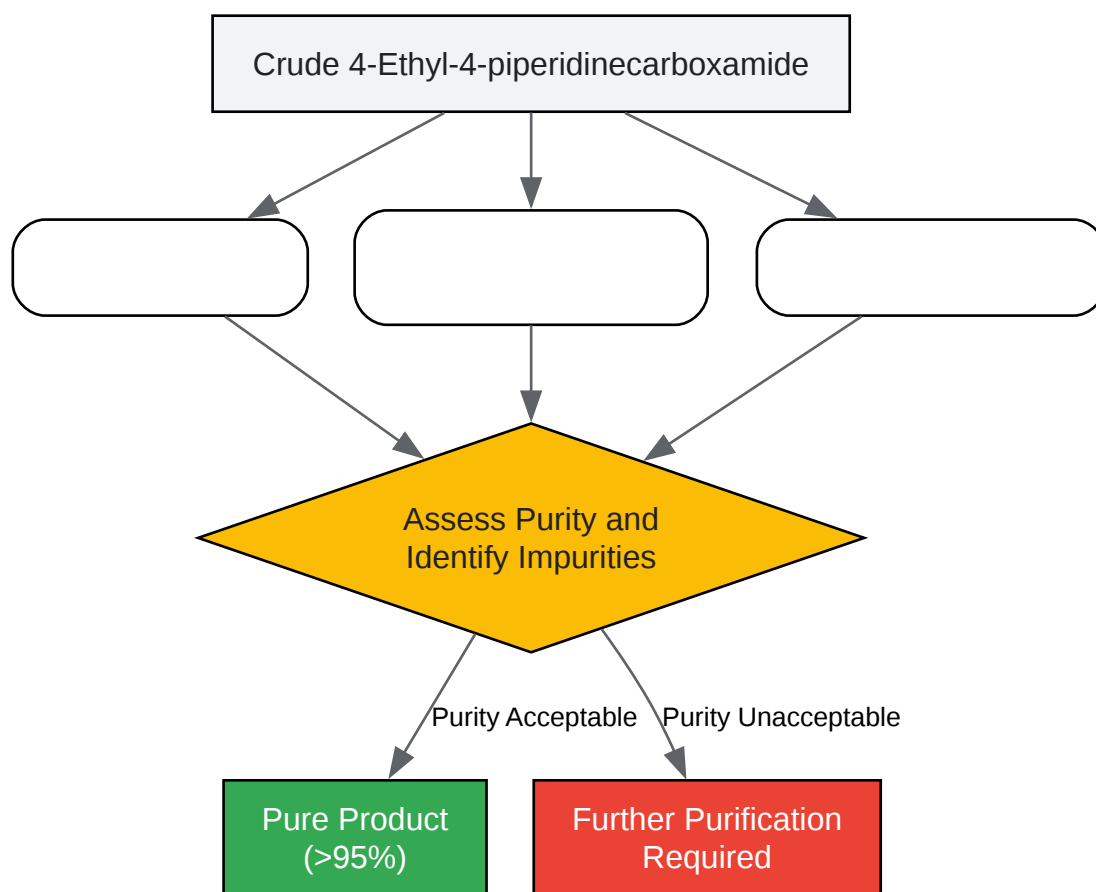 Crude 4-Ethyl-4-piperidinecarboxamide
Assess Purity and
Identify Impurities
Purity Acceptable
Purity Unacceptable
Pure Product
(>95%)
Further Purification
Required